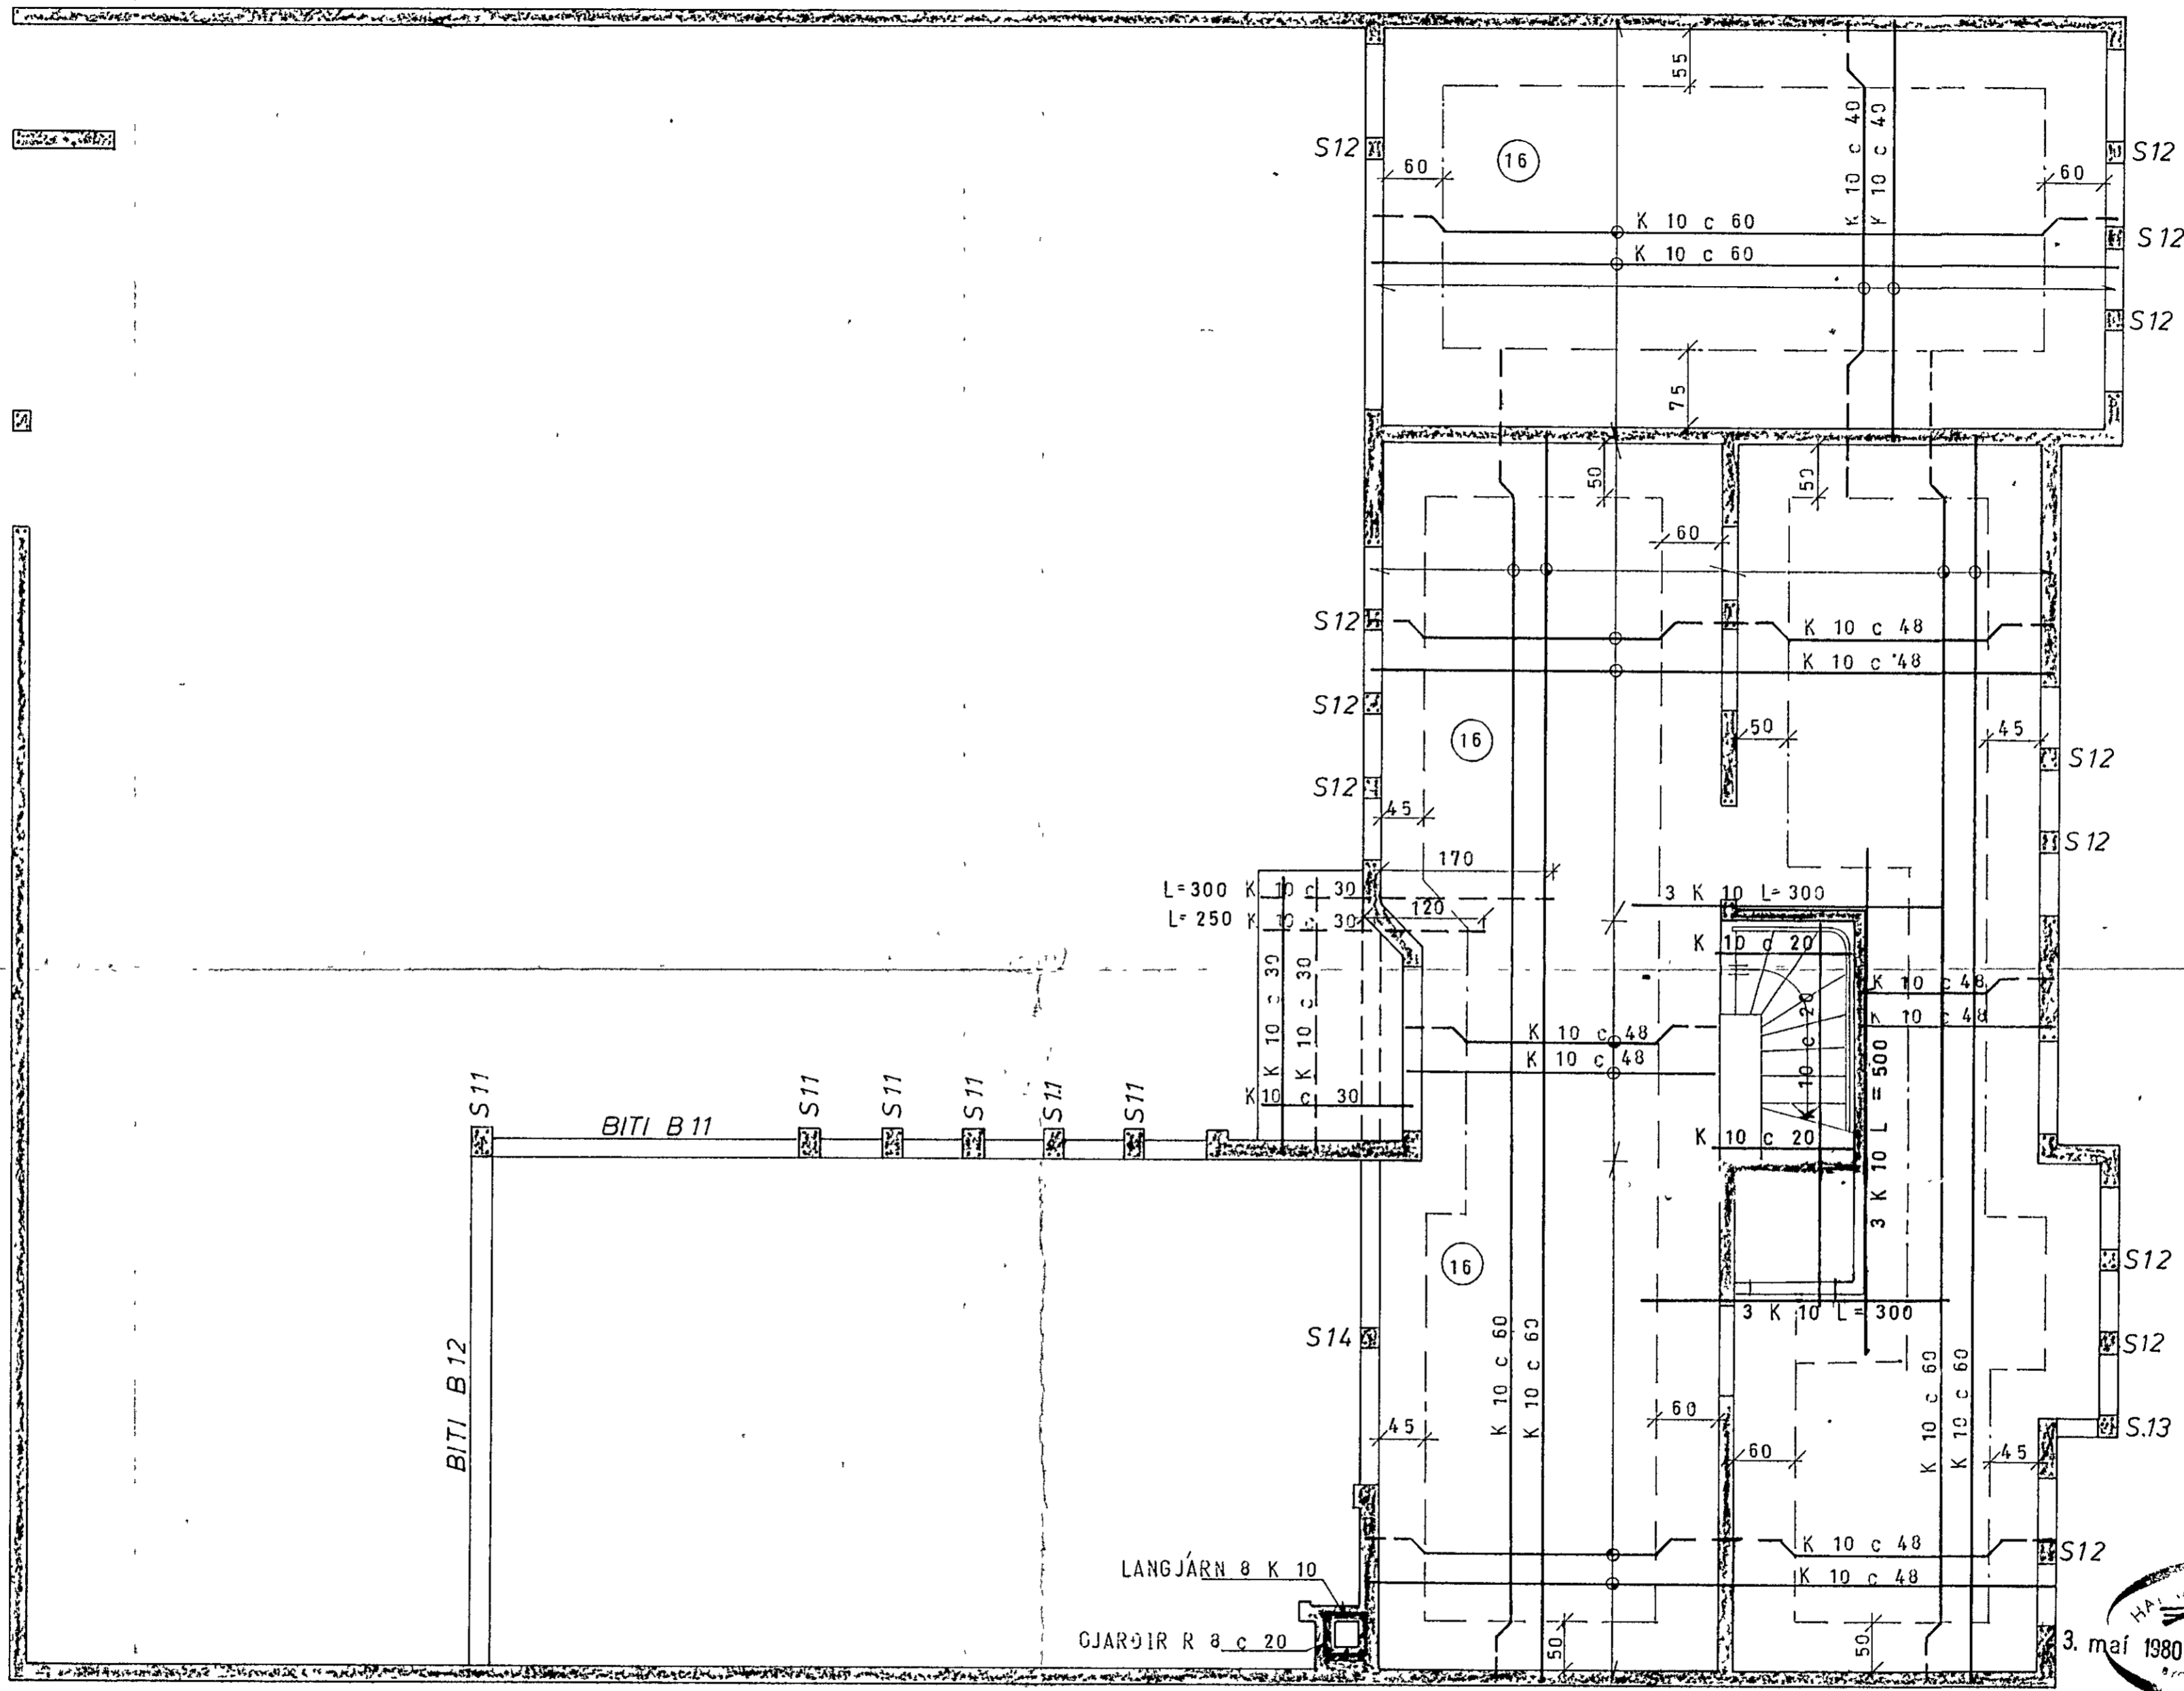 55
K 10 c 40
K 10 c 40
S12
16
S12
60
60
K 10 c 60
S12
K 10 c 60
S12
75
50
50
60
S12
K 10 c 48
K 10 c 48
S12
16
50
45
S12
S12
45
S12
170
L=300 K 10 c 30
3 K 10 L=300
120
L=250 K 10 c 30
K 10 c 20
K 10 c 30
K 10 c 30
K 10 c 48
K 10 c 20
K 10 c 48
K 10 c 48
K 10 c 48
3 K 10 L=500
K 10 c 30
S11
BITI B11
S11
S11
S11
S11
S11
K 10 c 20
16
S12
3 K 10 L=300
S14
S12
BITI B12
K 10 c 60
K 10 c 60
K 10 c 60
K 10 c 60
60
45
S.13
60
45
K 10 c 48
S12
LANGJÁRN 8 K 10
K 10 c 48
GJARÐIR R 8 c 20
50
50
3. maí 1980